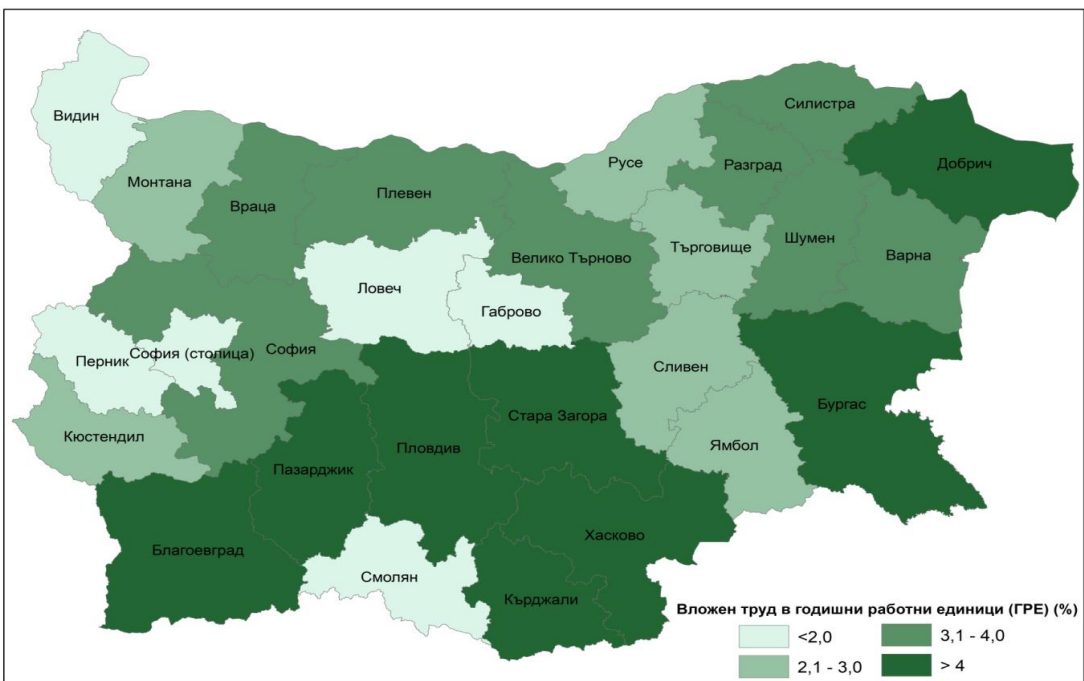 Видин
Монтана
Враца
Плевен
Велико Търново
Русе
Силистра
Разград
Добрич
Търговище
Шумен
Варна
Ловеч
Габрово
Перник
София (столица)
София
Кюстендил
Сливен
Стара Загора
Бургас
Ямбол
Пловдив
Пазарджик
Хасково
Благоевград
Смолян
Кърджали
Вложен труд в годишни работни единици (ГРЕ) (%)
<2,0
3,1 - 4,0
2,1 - 3,0
> 4